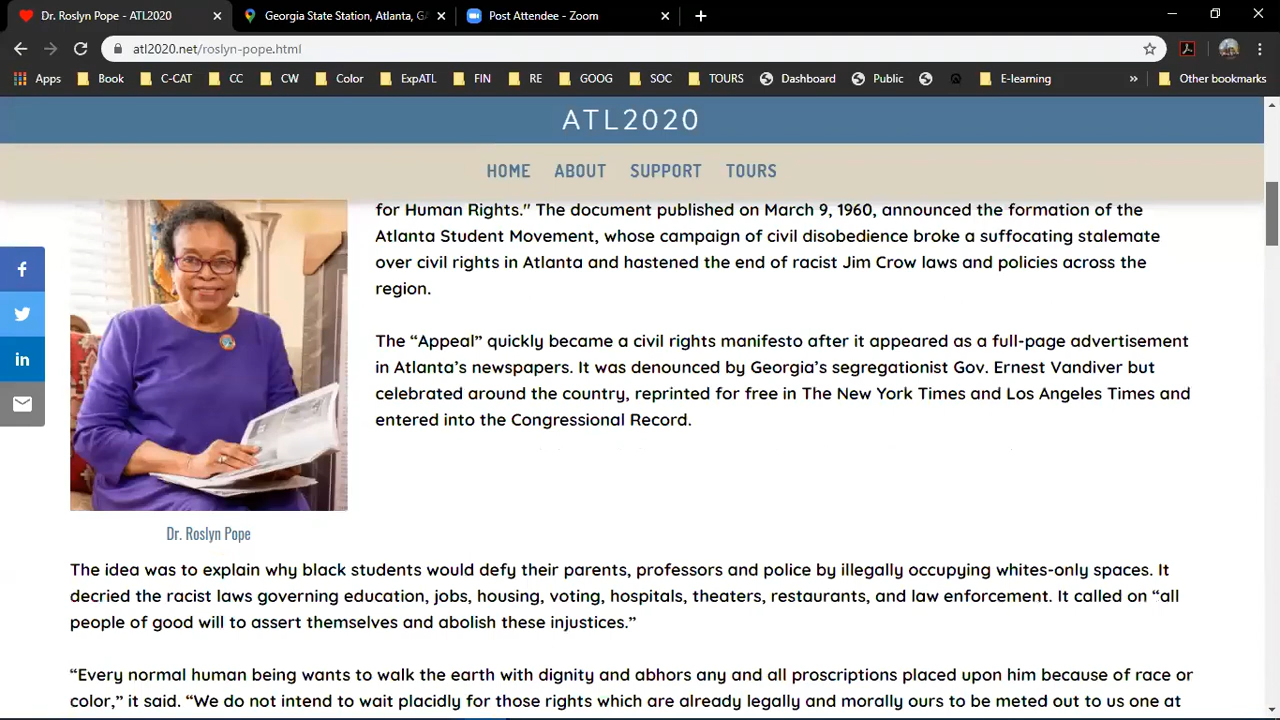 Dr. Roslyn Pope - ATL2020
Georgia State Station, Atlanta, GA
Post Attendee - Zoom
atl2020.net/roslyn-pope.html
Apps Book C-CAT CC CW Color ExpATL FIN RE GOOG SOC TOURS Dashboard Public E-learning » Other bookmarks
ATL2020
HOME ABOUT SUPPORT TOURS
for Human Rights." The document published on March 9, 1960, announced the formation of the
Atlanta Student Movement, whose campaign of civil disobedience broke a suffocating stalemate
over civil rights in Atlanta and hastened the end of racist Jim Crow laws and policies across the
region.
The “Appeal” quickly became a civil rights manifesto after it appeared as a full-page advertisement
in Atlanta’s newspapers. It was denounced by Georgia’s segregationist Gov. Ernest Vandiver but
celebrated around the country, reprinted for free in The New York Times and Los Angeles Times and
entered into the Congressional Record.
Dr. Roslyn Pope
The idea was to explain why black students would defy their parents, professors and police by illegally occupying whites-only spaces. It
decried the racist laws governing education, jobs, housing, voting, hospitals, theaters, restaurants, and law enforcement. It called on “all
people of good will to assert themselves and abolish these injustices.”
“Every normal human being wants to walk the earth with dignity and abhors any and all proscriptions placed upon him because of race or
color,” it said. “We do not intend to wait placidly for those rights which are already legally and morally ours to be meted out to us one at